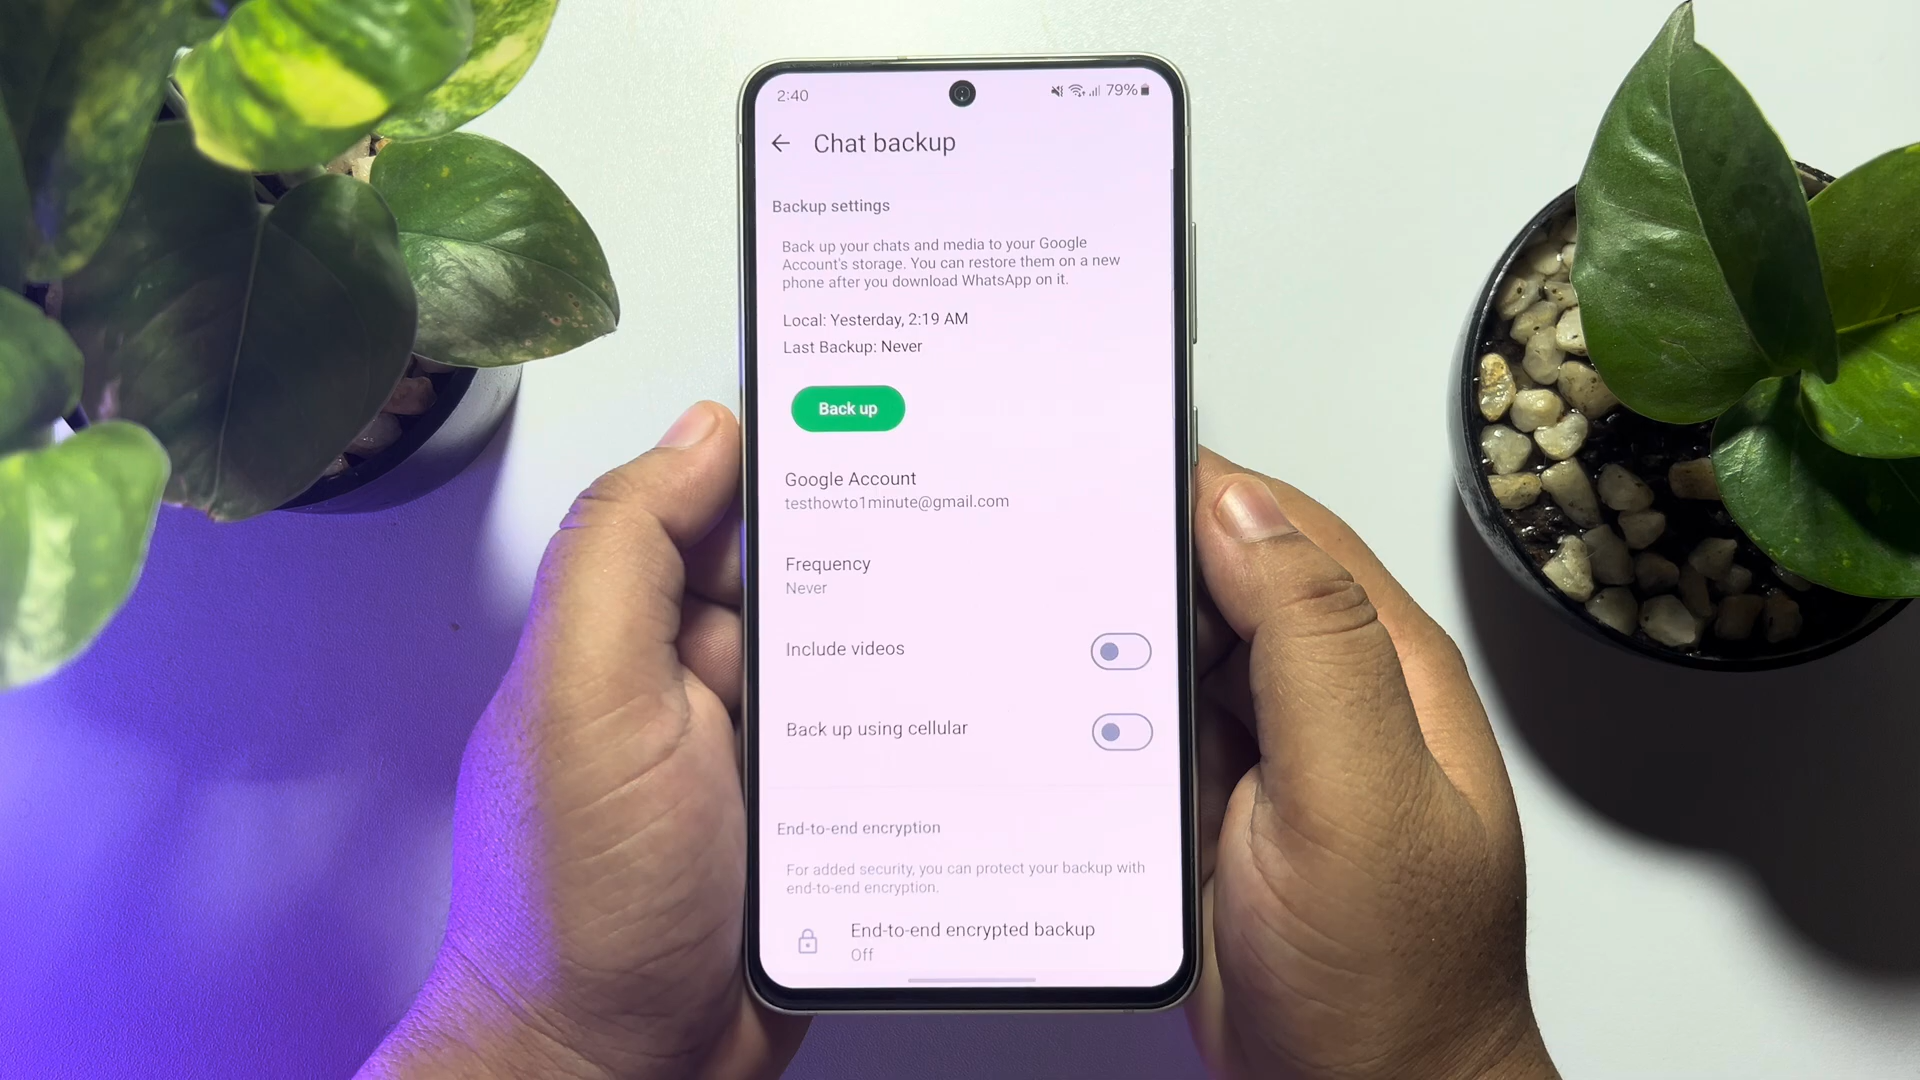 2:40
79%
Chat backup
Backup settings
Back up your chats and media to your Google
Account's storage. You can restore them on a new
phone after you download WhatsApp on it.
Local: Yesterday, 2:19 AM
Last Backup: Never
Back up
Google Account
testhowto1minute@gmail.com
Frequency
Never
Include videos
Back up using cellular
End-to-end encryption
For added security, you can protect your backup with
end-to-end encryption.
End-to-end encrypted backup
Off